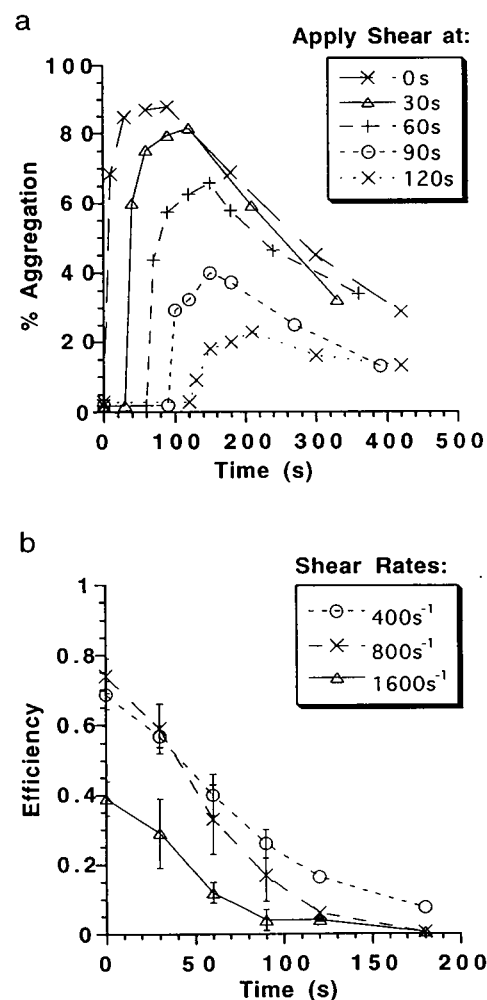 a
Apply Shear at:
0s
30s
60s
90s
120s
% Aggregation
100
80
60
40
20
0
0 100 200 300 400 500
Time (s)
b
Shear Rates:
400s⁻¹
800s⁻¹
1600s⁻¹
Efficiency
1
0.8
0.6
0.4
0.2
0
0 50 100 150 200
Time (s)